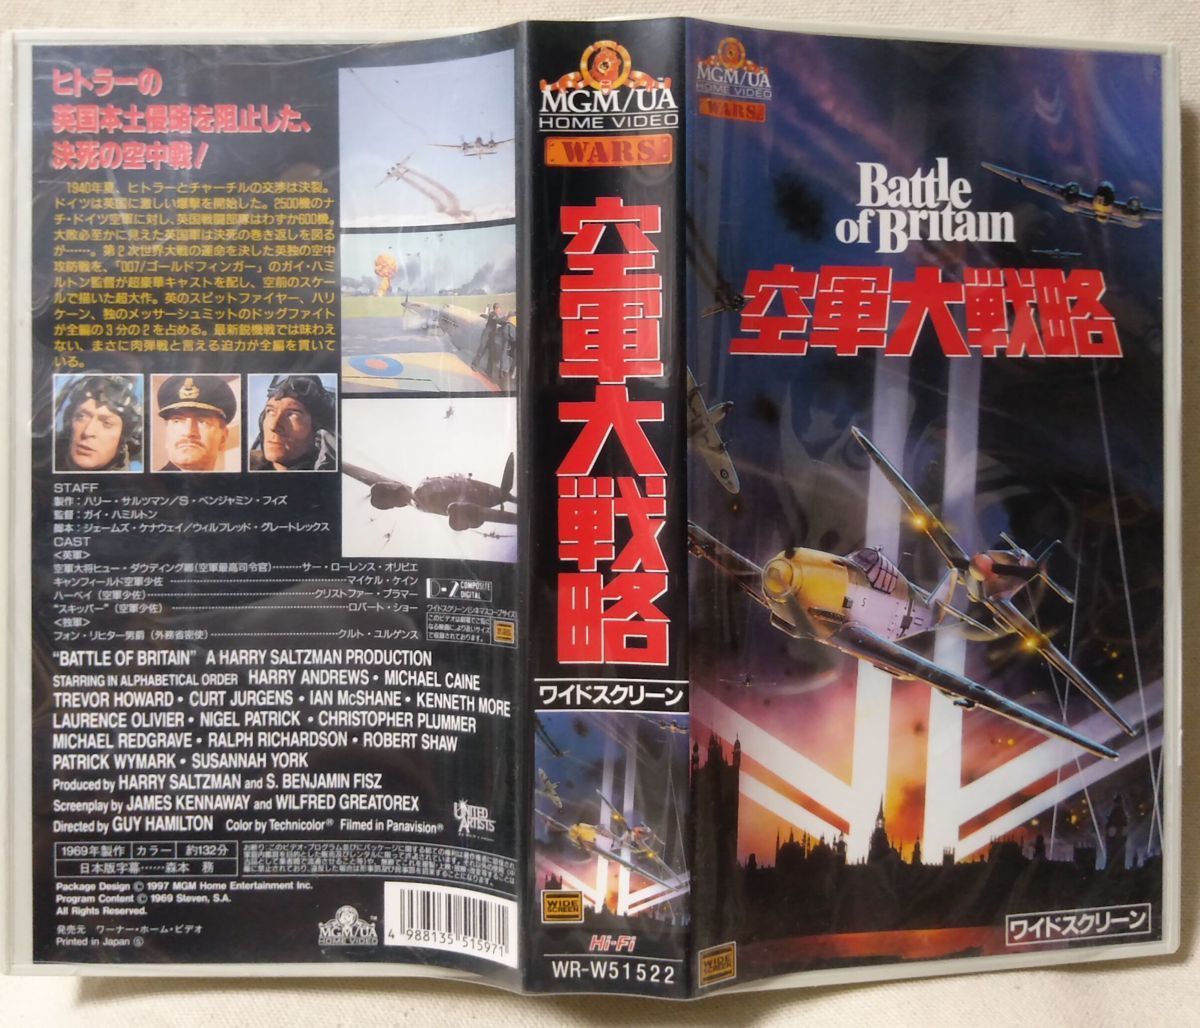 ヒトラーの
英国本土侵略を阻止した、
決死の空中戦!
1940年夏、ヒトラーとチャーチルの交渉は決裂。
ドイツは英国に激しい爆撃を開始した。2500機のナ
チ・ドイツ空軍に対し、英国戦闘部隊はわずか600機。
大敗必至かに見えた英国軍は決死の巻き返しを図る
が……。第2次世界大戦の運命を決した英独の空中
攻防戦を、「007/ゴールドフィンガー」のガイ・ハミ
ルトン監督が超豪華キャストを配し、空前のスケー
ルで描いた超大作。英のスピットファイヤー、ハリ
ケーン、独のメッサーシュミットのドッグファイト
が全編の3分の2を占める。最新鋭機戦では味わえ
ない、まさに肉弾戦と言える迫力が全編を貫いて
いる。
STAFF
製作:ハリー・サルツマン/S・ベンジャミン・フィズ
監督:ガイ・ハミルトン
脚本:ジェームズ・ケナウェイ/ウィルフレッド・グレートレックス
CAST
<英軍>
空軍大将ヒュー・ダウディング卿(空軍最高司令官)………サー・ローレンス・オリビエ
キャンフィールド空軍少佐………マイケル・ケイン
ハーベイ(空軍少佐)………クリストファー・プラマー
"スキッパー"(空軍少佐)………ロバート・ショー
<独軍>
フォン・リヒター男爵(外務省密使)………クルト・ユルゲンス
COMPOSITE
DIGITAL
ワイドスクリーン(シネマスコープサイズ)
"BATTLE OF BRITAIN" A HARRY SALTZMAN PRODUCTION
STARRING IN ALPHABETICAL ORDER HARRY ANDREWS・MICHAEL CAINE
TREVOR HOWARD・CURT JURGENS・IAN McSHANE・KENNETH MORE
LAURENCE OLIVIER・NIGEL PATRICK・CHRISTOPHER PLUMMER
MICHAEL REDGRAVE・RALPH RICHARDSON・ROBERT SHAW
PATRICK WYMARK・SUSANNAH YORK
Produced by HARRY SALTZMAN and S. BENJAMIN FISZ
Screenplay by JAMES KENNAWAY and WILFRED GREATOREX
Directed by GUY HAMILTON Color by Technicolor® Filmed in Panavision®
UNITED
ARTISTS
1969年製作 カラー 約132分
日本版字幕……森本 務
Package Design © 1997 MGM Home Entertainment Inc.
Program Content © 1969 Steven, S.A.
All Rights Reserved.
発売元 ワーナー・ホーム・ビデオ
Printed in Japan Ⓢ
MGM/UA
HOME VIDEO
4 988135 515971
MGM/UA
HOME VIDEO
WARS
空軍大戦略
ワイドスクリーン
WIDE
SCREEN
Hi-Fi
WR-W51522
MGM/UA
HOME VIDEO
WARS
Battle
of Britain
空軍大戦略
ワイドスクリーン
WIDE
SCREEN